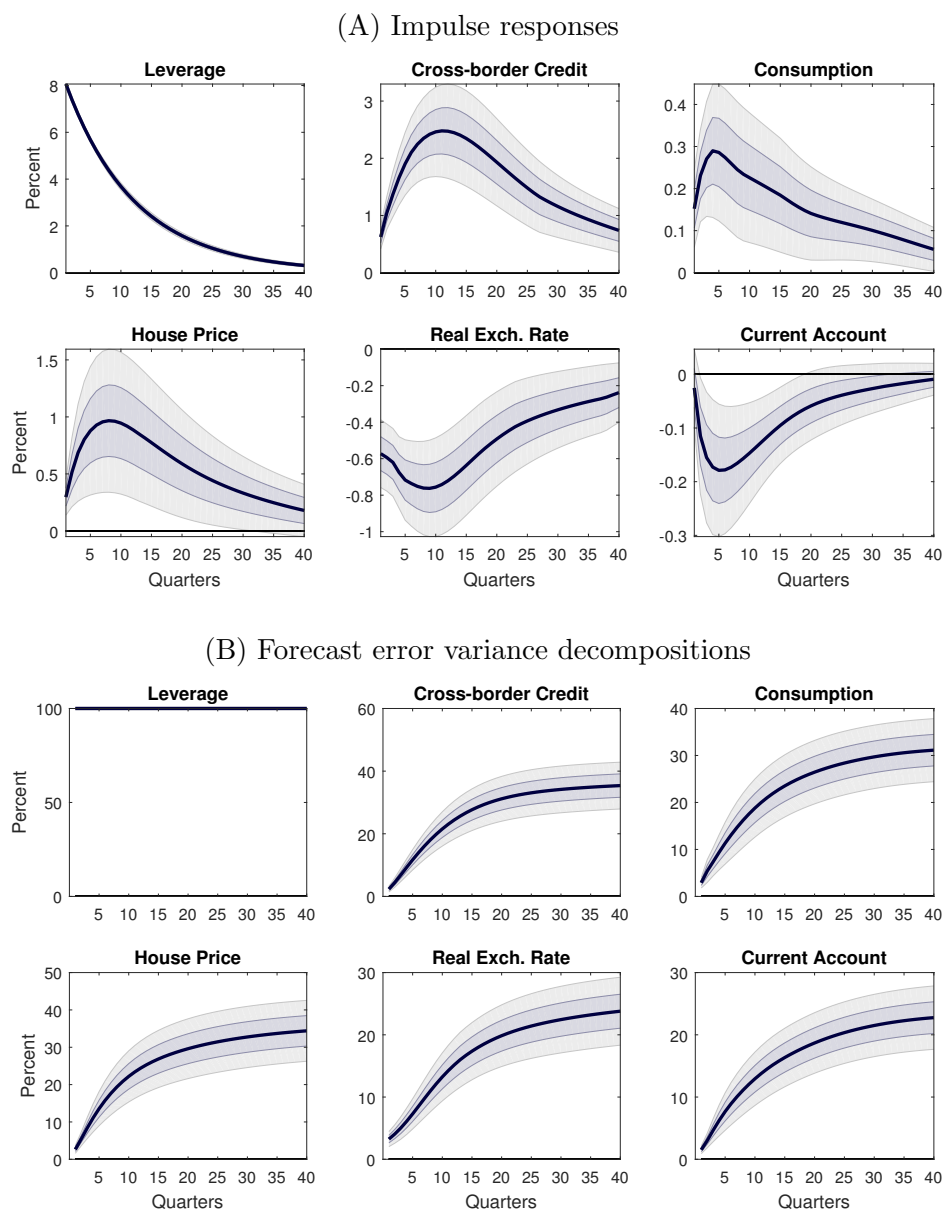 (A) Impulse responses
Leverage Cross-border Credit Consumption
Percent
8
6
4
2
0
5 10 15 20 25 30 35 40
3
2
1
0
5 10 15 20 25 30 35 40
0.4
0.3
0.2
0.1
0
5 10 15 20 25 30 35 40
House Price Real Exch. Rate Current Account
Percent
1.5
1
0.5
0
5 10 15 20 25 30 35 40
Quarters
0
-0.2
-0.4
-0.6
-0.8
-1
5 10 15 20 25 30 35 40
Quarters
0
-0.1
-0.2
-0.3
5 10 15 20 25 30 35 40
Quarters
(B) Forecast error variance decompositions
Leverage Cross-border Credit Consumption
Percent
100
50
0
5 10 15 20 25 30 35 40
60
40
20
0
5 10 15 20 25 30 35 40
40
30
20
10
0
5 10 15 20 25 30 35 40
House Price Real Exch. Rate Current Account
Percent
50
40
30
20
10
0
5 10 15 20 25 30 35 40
Quarters
30
20
10
0
5 10 15 20 25 30 35 40
Quarters
30
20
10
0
5 10 15 20 25 30 35 40
Quarters